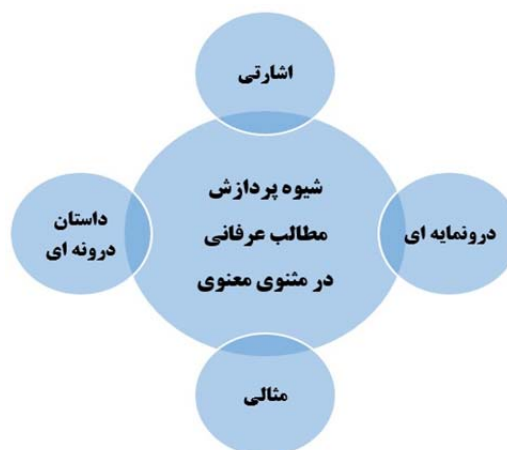 اشارتی
شیوه پردازش
مطالب عرفانی
در مثنوی معنوی
درونمایه ای
داستان
درونه ای
مثالی